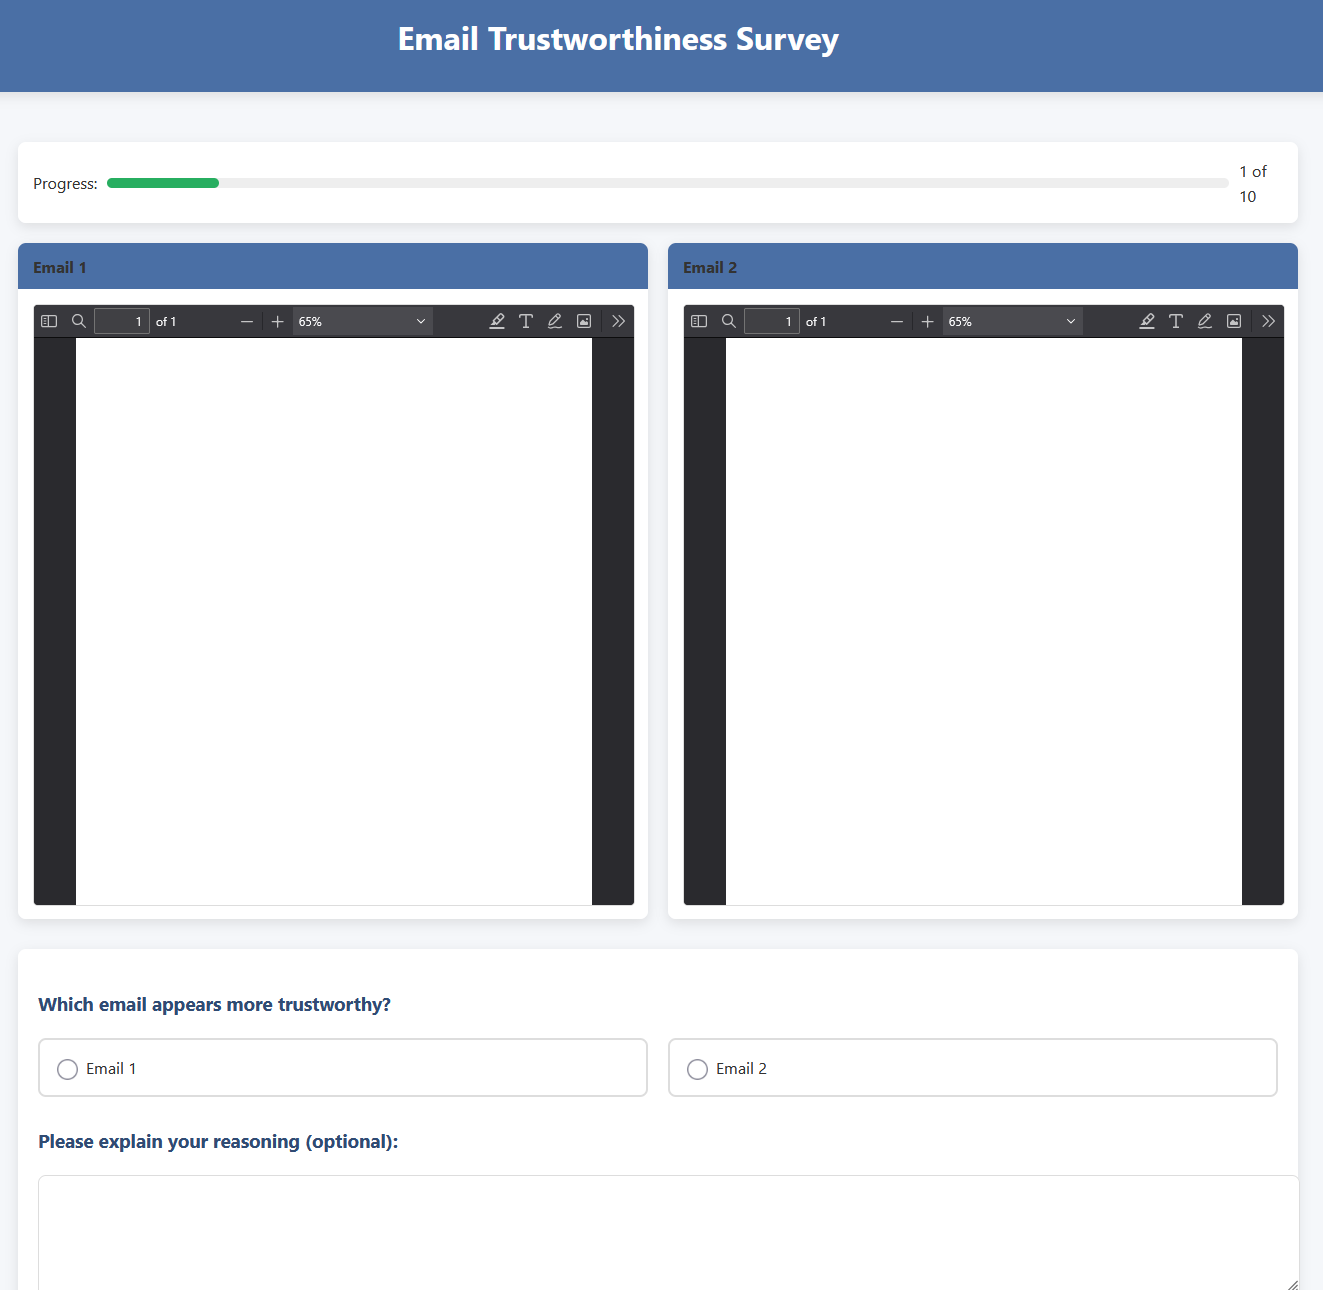 Email Trustworthiness Survey
Progress:
1 of
10
Email 1
Email 2
1 of 1
65%
1 of 1
65%
Which email appears more trustworthy?
Email 1
Email 2
Please explain your reasoning (optional):